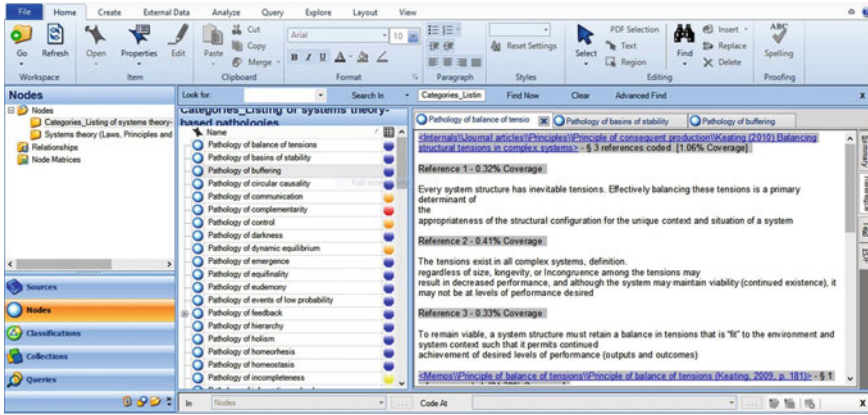 File Home Create External Data Analyze Query Explore Layout View
Go Refresh Open Properties Edit Paste Cut Copy Merge Arial 10 B I U A Reset Settings Select PDF Selection Text Region Find Insert Replace Delete ABC Spelling
Workspace Item Clipboard Format Paragraph Styles Editing Proofing
Nodes
Nodes
Categories_Listing of systems theory-
Systems theory (Laws, Principles and
Relationships
Node Matrices
Sources
Nodes
Classifications
Collections
Queries
Look for: Search In Categories_Listin Find Now Clear Advanced Find x
Categories_Listing of systems theory-
based pathologies
Name
Pathology of balance of tensions
Pathology of basins of stability
Pathology of buffering
Pathology of circular causality
Pathology of communication
Pathology of complementarity
Pathology of control
Pathology of darkness
Pathology of dynamic equilibrium
Pathology of emergence
Pathology of equifinality
Pathology of eudemony
Pathology of events of low probability
Pathology of feedback
Pathology of hierarchy
Pathology of holism
Pathology of homeorhesis
Pathology of homeostasis
Pathology of incompleteness
Pathology of balance of tensio Pathology of basins of stability Pathology of buffering
<Internals\\Journal articles\\Principles\\Principle of consequent production\\Keating (2010) Balancing
structural tensions in complex systems> - § 3 references coded [1.06% Coverage]
Reference 1 - 0.32% Coverage
Every system structure has inevitable tensions. Effectively balancing these tensions is a primary
determinant of
the
appropriateness of the structural configuration for the unique context and situation of a system
Reference 2 - 0.41% Coverage
The tensions exist in all complex systems, definition.
regardless of size, longevity, or Incongruence among the tensions may
result in decreased performance, and although the system may maintain viability (continued existence), it
may not be at levels of performance desired
Reference 3 - 0.33% Coverage
To remain viable, a system structure must retain a balance in tensions that is "fit" to the environment and
system context such that it permits continued
achievement of desired levels of performance (outputs and outcomes)
<Memos\\Principle of balance of tensions\\Principle of balance of tensions (Keating, 2009, p. 181)> - § 1
Summary
In Nodes ... Code At ... x